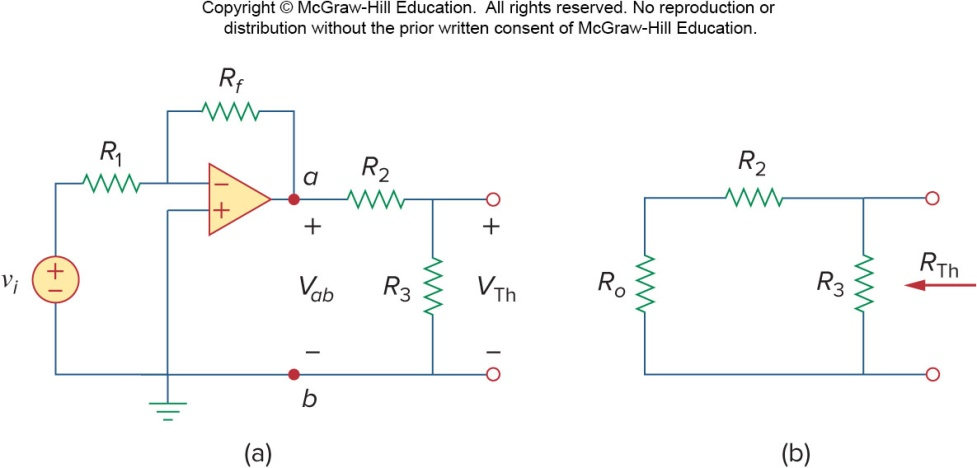 Copyright © McGraw-Hill Education. All rights reserved. No reproduction or
distribution without the prior written consent of McGraw-Hill Education.
Rf
R1
a
R2
R2
− +
+ +
vi
+ −
Vab
R3
VTh
Ro
R3
RTh
− −
b
(a)
(b)